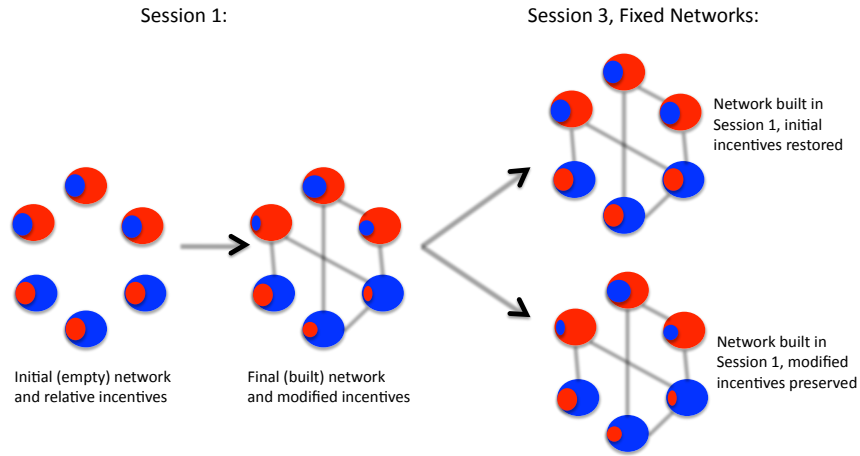 Session 1:
Session 3, Fixed Networks:
Network built in
Session 1, initial
incentives restored
Initial (empty) network
and relative incentives
Final (built) network
and modified incentives
Network built in
Session 1, modified
incentives preserved